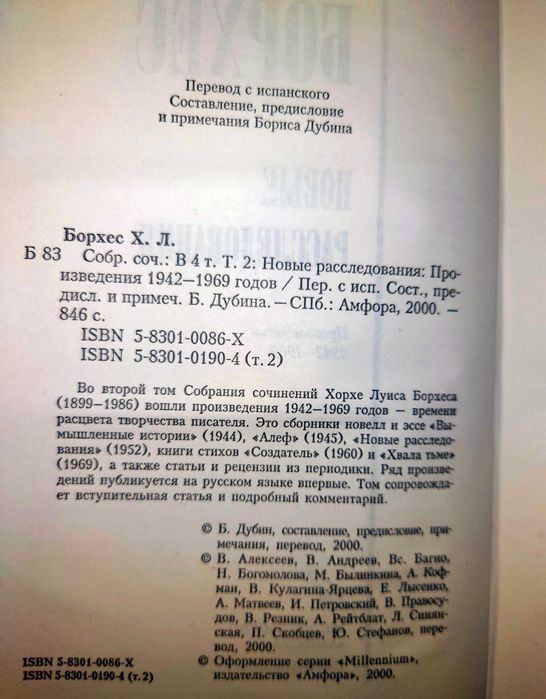 Перевод с испанского
Составление, предисловие
и примечания Бориса Дубина
Борхес Х. Л.
Б 83 Собр. соч.: В 4 т. Т. 2: Новые расследования: Про-
изведения 1942–1969 годов / Пер. с исп. Сост., пре-
дисл. и примеч. Б. Дубина. — СПб.: Амфора, 2000. —
846 с.
ISBN 5-8301-0086-X
ISBN 5-8301-0190-4 (т. 2)
Во второй том Собрания сочинений Хорхе Луиса Борхеса
(1899–1986) вошли произведения 1942–1969 годов — времени
расцвета творчества писателя. Это сборники новелл и эссе «Вы-
мышленные истории» (1944), «Алеф» (1945), «Новые расследо-
вания» (1952), книги стихов «Создатель» (1960) и «Хвала тьме»
(1969), а также статьи и рецензии из периодики. Ряд произве-
дений публикуется на русском языке впервые. Том сопровожда-
ет вступительная статья и подробный комментарий.
© Б. Дубин, составление, предисловие, при-
мечания, перевод, 2000.
© В. Алексеев, В. Андреев, Вс. Багно,
Н. Богомолова, М. Былинкина, А. Коф-
ман, В. Кулагина-Ярцева, Е. Лысенко,
А. Матвеев, И. Петровский, В. Правосу-
дов, В. Резник, А. Рейтблат, Л. Синян-
ская, П. Скобцев, Ю. Стефанов, пере-
вод, 2000.
© Оформление серии «Millennium»,
издательство «Амфора», 2000.
ISBN 5-8301-0086-X
ISBN 5-8301-0190-4 (т. 2)